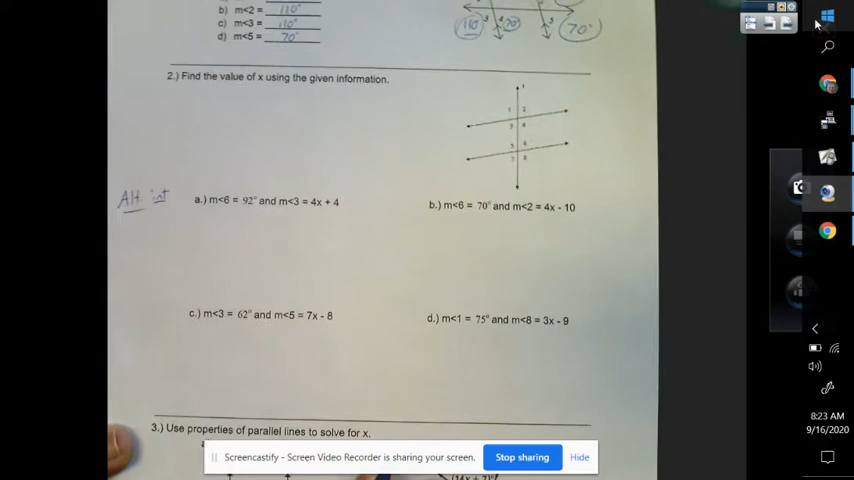 b) m<2 = 110°
c) m<3 = 110°
d) m<5 = 70°
110° 3 4 70° 5 70°
2.) Find the value of x using the given information.
1 2
3 4
5 6
7 8
Alt. int
a.) m<6 = 92° and m<3 = 4x + 4
b.) m<6 = 70° and m<2 = 4x - 10
c.) m<3 = 62° and m<5 = 7x - 8
d.) m<1 = 75° and m<8 = 3x - 9
3.) Use properties of parallel lines to solve for x.
Screencastify - Screen Video Recorder is sharing your screen.
Stop sharing
Hide
8:23 AM
9/16/2020